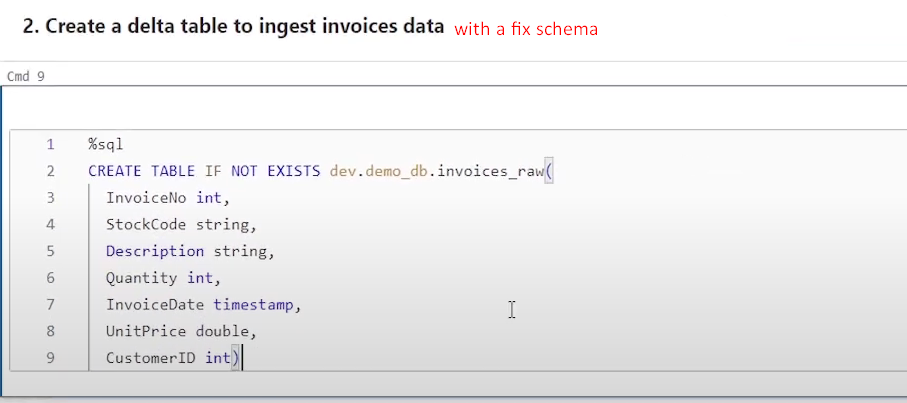 2. Create a delta table to ingest invoices data with a fix schema
Cmd 9
1 %sql
2 CREATE TABLE IF NOT EXISTS dev.demo_db.invoices_raw(
3 InvoiceNo int,
4 StockCode string,
5 Description string,
6 Quantity int,
7 InvoiceDate timestamp,
8 UnitPrice double,
9 CustomerID int)